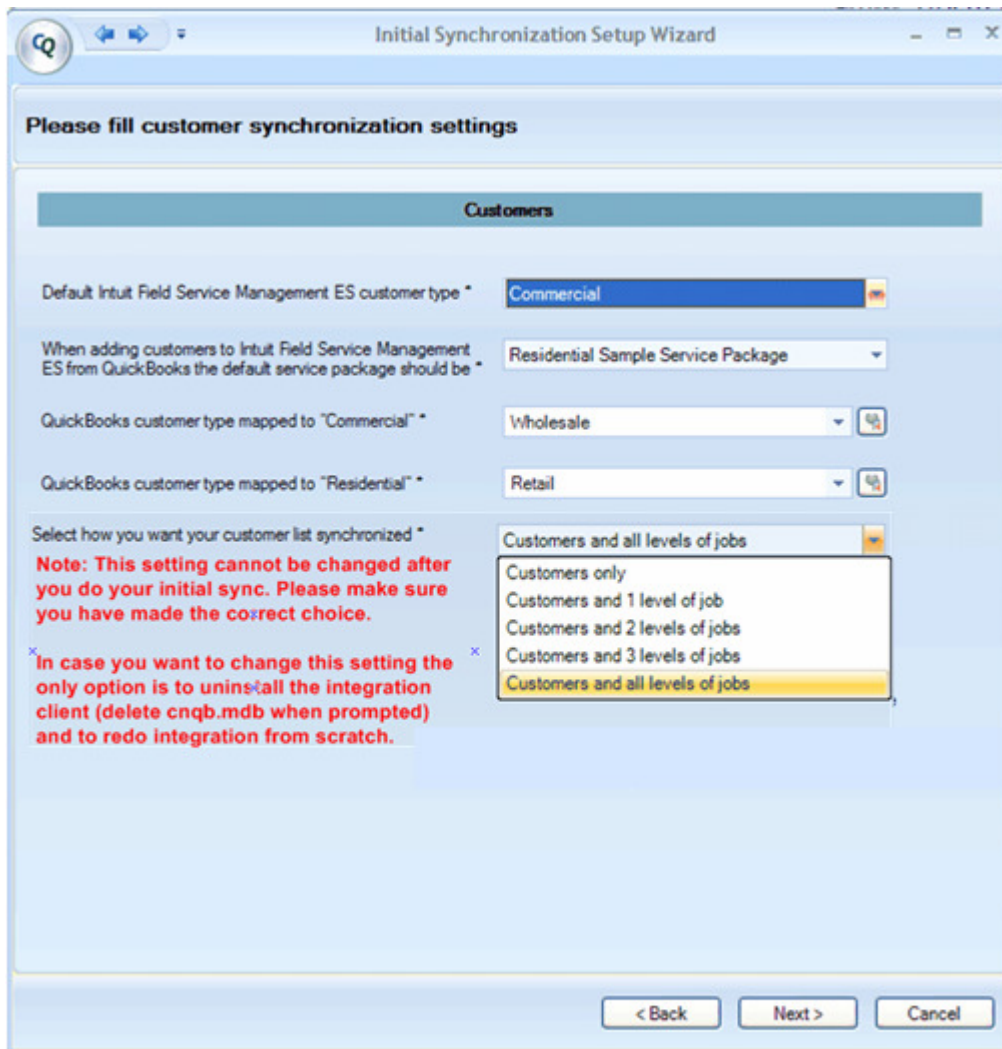 CQ
Initial Synchronization Setup Wizard
Please fill customer synchronization settings
Customers
Default Intuit Field Service Management ES customer type *
Commercial
When adding customers to Intuit Field Service Management
ES from QuickBooks the default service package should be *
Residential Sample Service Package
QuickBooks customer type mapped to "Commercial" *
Wholesale
QuickBooks customer type mapped to "Residential" *
Retail
Select how you want your customer list synchronized *
Customers and all levels of jobs
Note: This setting cannot be changed after
you do your initial sync. Please make sure
you have made the correct choice.
In case you want to change this setting the
only option is to uninstall the integration
client (delete cnqb.mdb when prompted)
and to redo integration from scratch.
Customers only
Customers and 1 level of job
Customers and 2 levels of jobs
Customers and 3 levels of jobs
Customers and all levels of jobs
< Back
Next >
Cancel